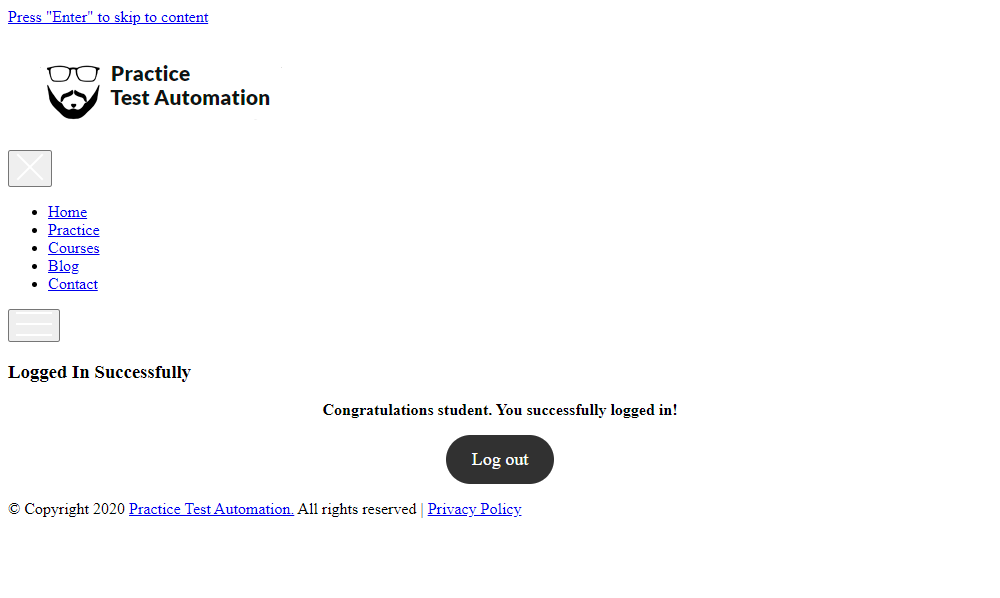 Press "Enter" to skip to content
Practice
Test Automation
Home
Practice
Courses
Blog
Contact
Logged In Successfully
Congratulations student. You successfully logged in!
Log out
© Copyright 2020 Practice Test Automation. All rights reserved | Privacy Policy